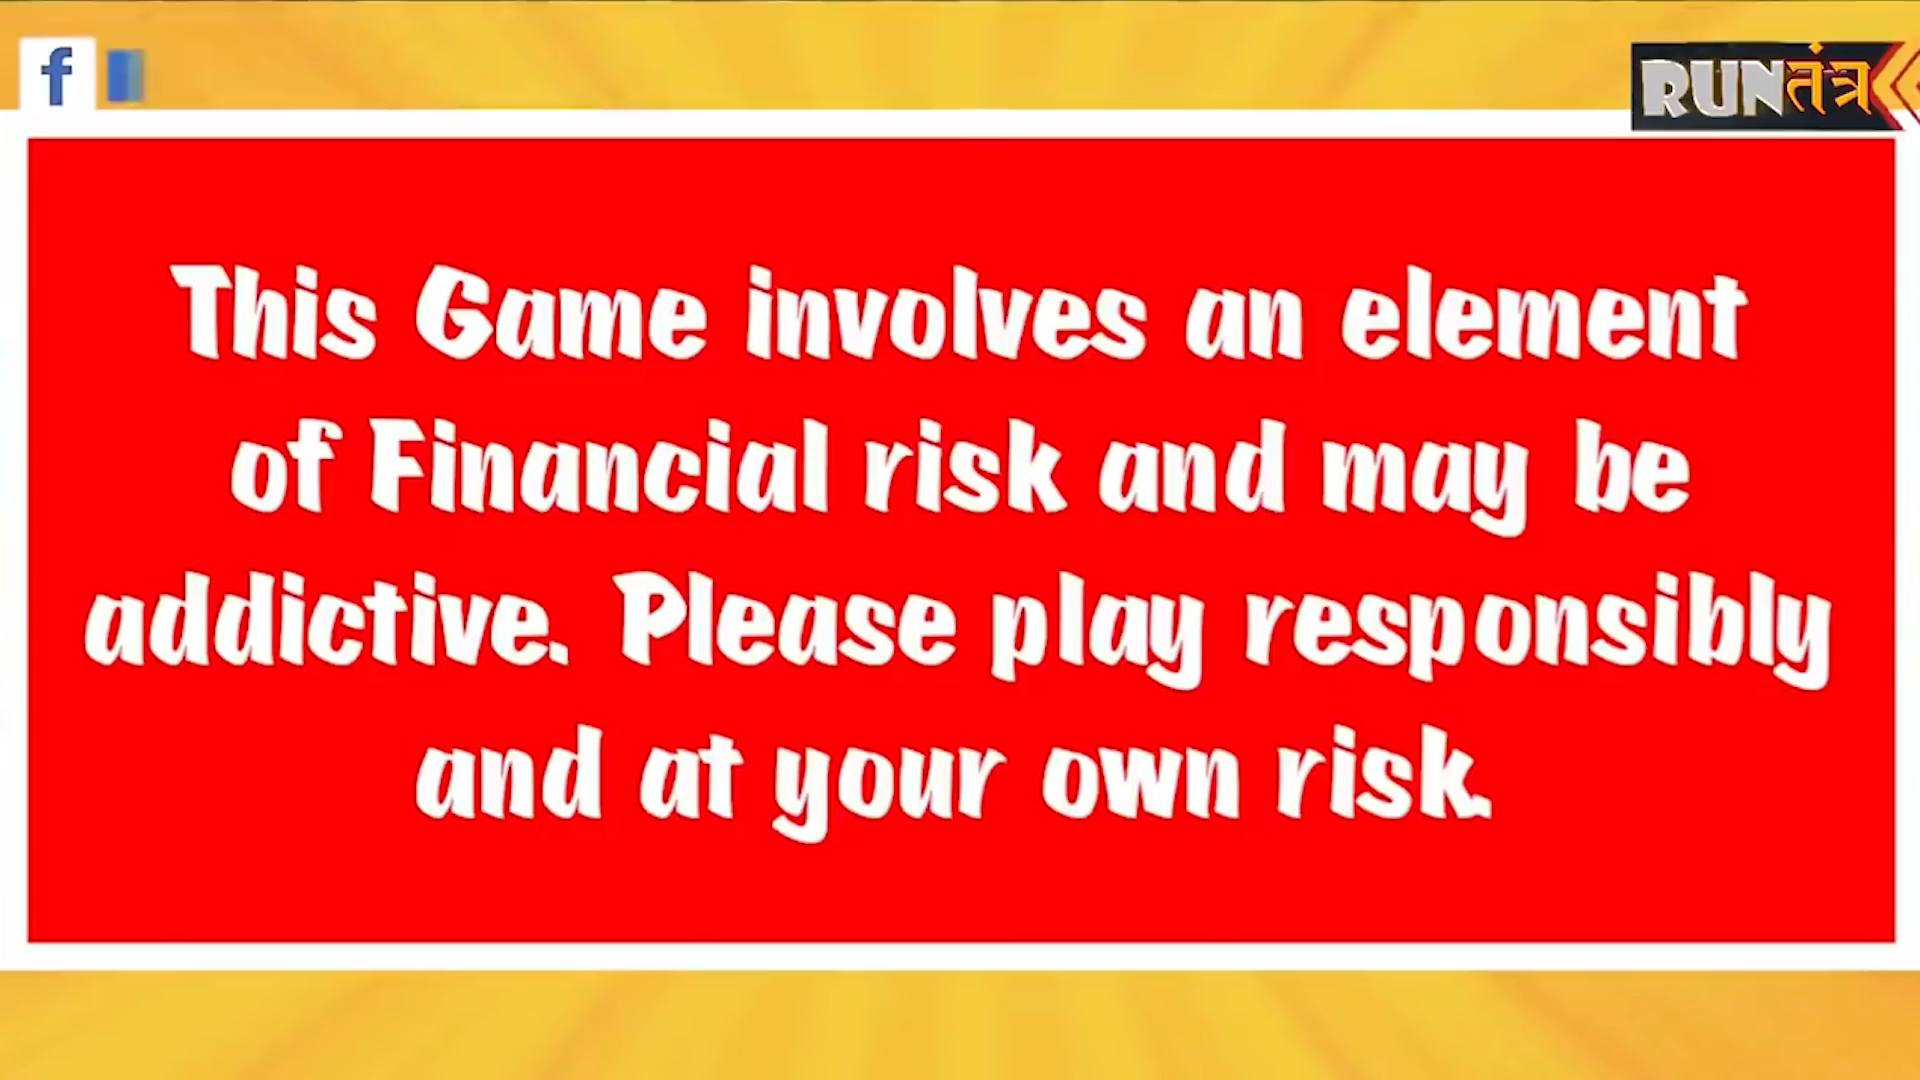 f
RUNतंत्र
This Game involves an element
of Financial risk and may be
addictive. Please play responsibly
and at your own risk.